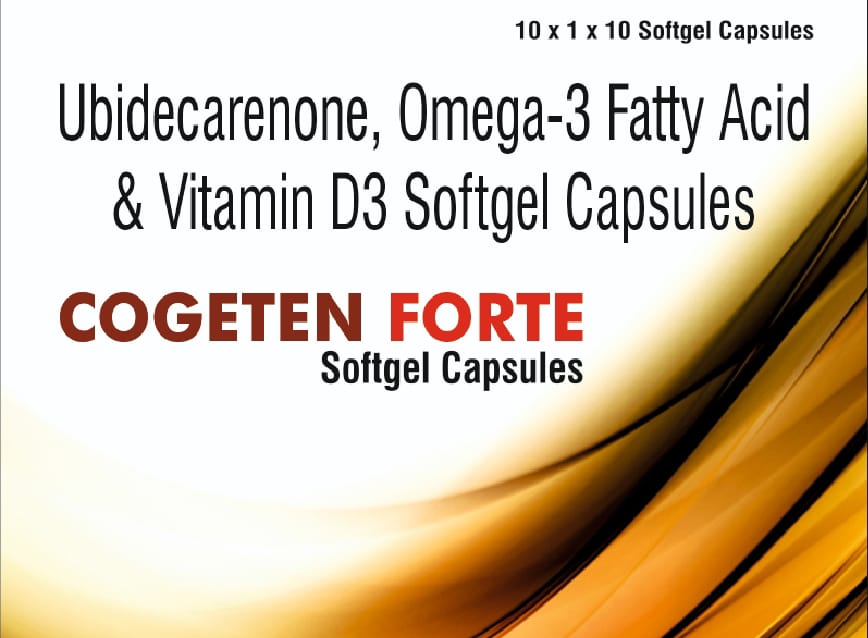 10 x 1 x 10 Softgel Capsules
Ubidecarenone, Omega-3 Fatty Acid
& Vitamin D3 Softgel Capsules
COGETEN FORTE
Softgel Capsules